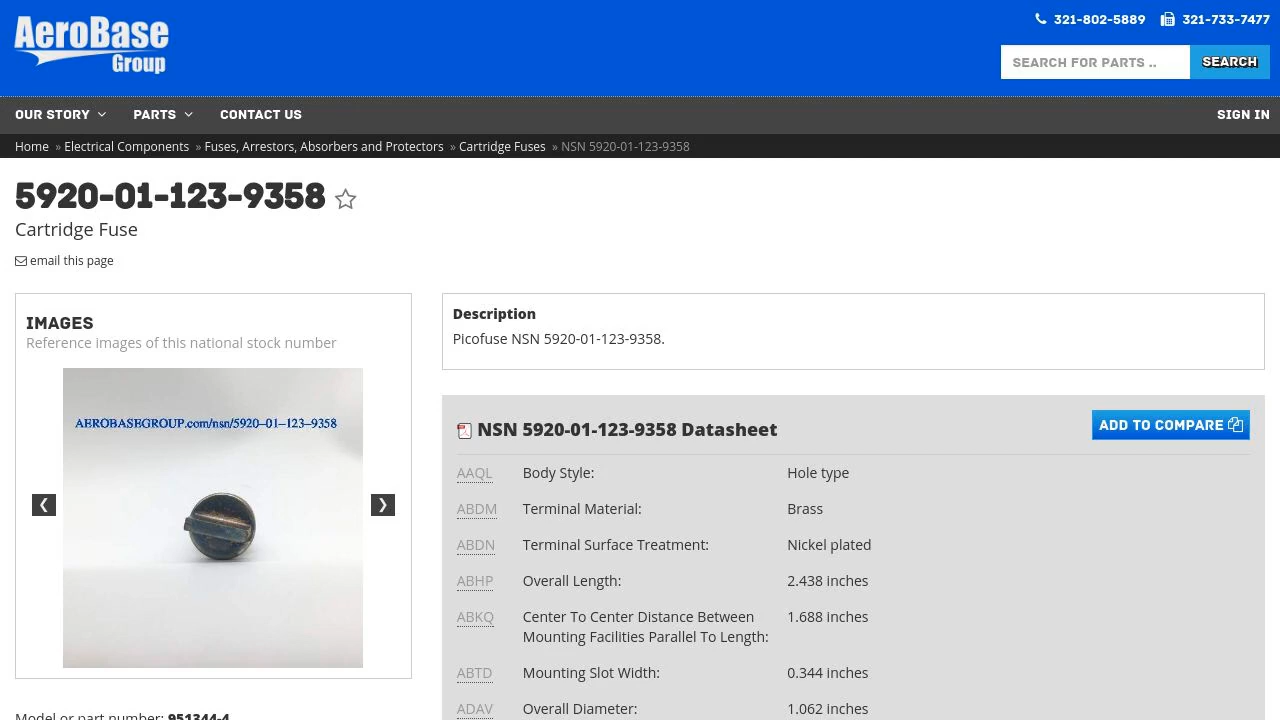 AeroBase
Group
321-802-5889 321-733-7477
SEARCH FOR PARTS .. SEARCH
OUR STORY PARTS CONTACT US SIGN IN
Home » Electrical Components » Fuses, Arrestors, Absorbers and Protectors » Cartridge Fuses » NSN 5920-01-123-9358
5920-01-123-9358
Cartridge Fuse
email this page
IMAGES
Reference images of this national stock number
AEROBASEGROUP.com/nsn/5920-01-123-9358
❮ ❯
Model or part number: 951344-4
Description
Picofuse NSN 5920-01-123-9358.
NSN 5920-01-123-9358 Datasheet
ADD TO COMPARE
AAQL Body Style: Hole type
ABDM Terminal Material: Brass
ABDN Terminal Surface Treatment: Nickel plated
ABHP Overall Length: 2.438 inches
ABKQ Center To Center Distance Between 1.688 inches
Mounting Facilities Parallel To Length:
ABTD Mounting Slot Width: 0.344 inches
ADAV Overall Diameter: 1.062 inches